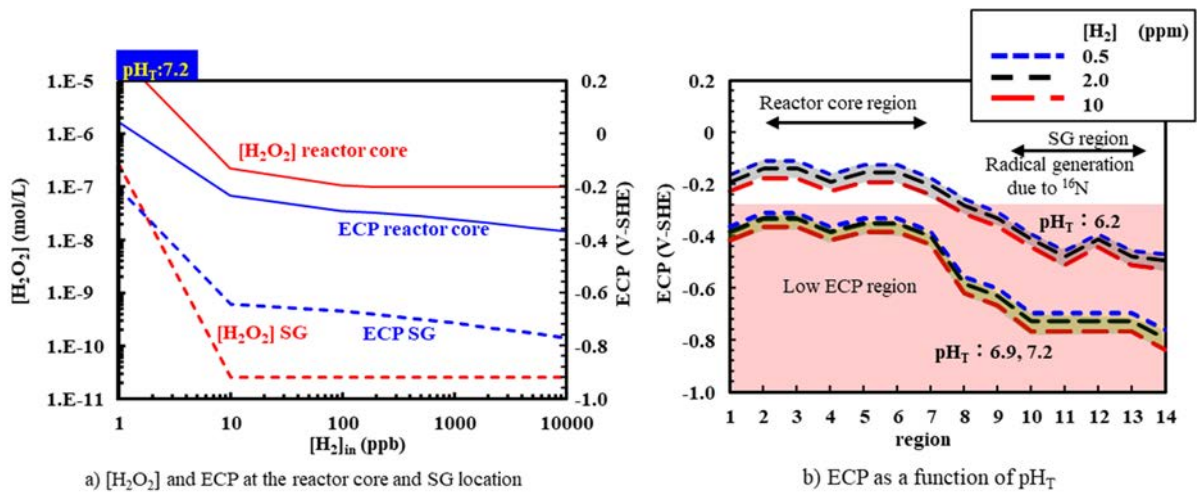 pHT:7.2
1.E-5
1.E-6
1.E-7
1.E-8
1.E-9
1.E-10
1.E-11
[H2O2] (mol/L)
[H2O2] reactor core
ECP reactor core
[H2O2] SG
ECP SG
0.2
0
-0.2
-0.4
-0.6
-0.8
-1.0
ECP (V-SHE)
1
10
100
1000
10000
[H2]in (ppb)
a) [H2O2] and ECP at the reactor core and SG location
[H2] (ppm)
0.5
2.0
10
0.2
0
-0.2
-0.4
-0.6
-0.8
-1.0
ECP (V-SHE)
Reactor core region
SG region
Radical generation
due to 16N
pHT : 6.2
Low ECP region
pHT : 6.9, 7.2
1 2 3 4 5 6 7 8 9 10 11 12 13 14
region
b) ECP as a function of pHT